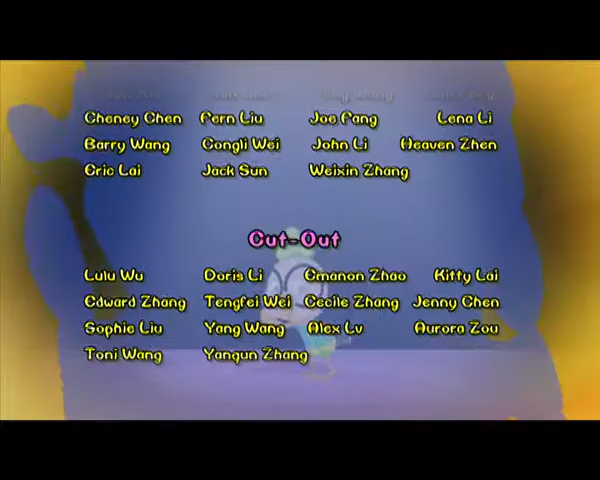 Cheney Chen Fern Liu Joe Fang Lena Li
Barry Wang Congli Wei John Li Heaven Zhen
Eric Lai Jack Sun Weixin Zhang
Cut-Out
Lulu Wu Doris Li Emanon Zhao Kitty Lai
Edward Zhang Tengfei Wei Cecile Zhang Jenny Chen
Sophie Liu Yang Wang Alex Lv Aurora Zou
Toni Wang Yangun Zhang